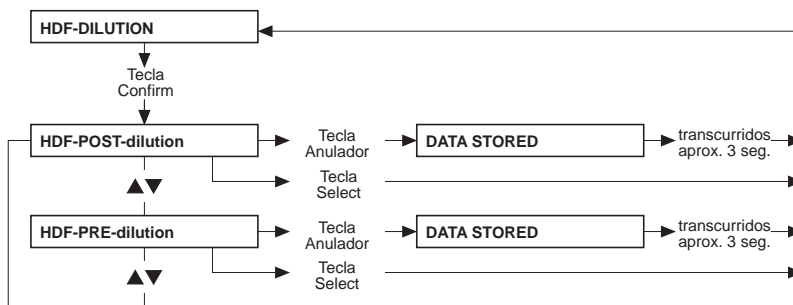 HDF-DILUTION
Tecla
Confirm
HDF-POST-dilution
Tecla
Anulador
DATA STORED
transcurridos
aprox. 3 seg.
Tecla
Select
HDF-PRE-dilution
Tecla
Anulador
DATA STORED
transcurridos
aprox. 3 seg.
Tecla
Select